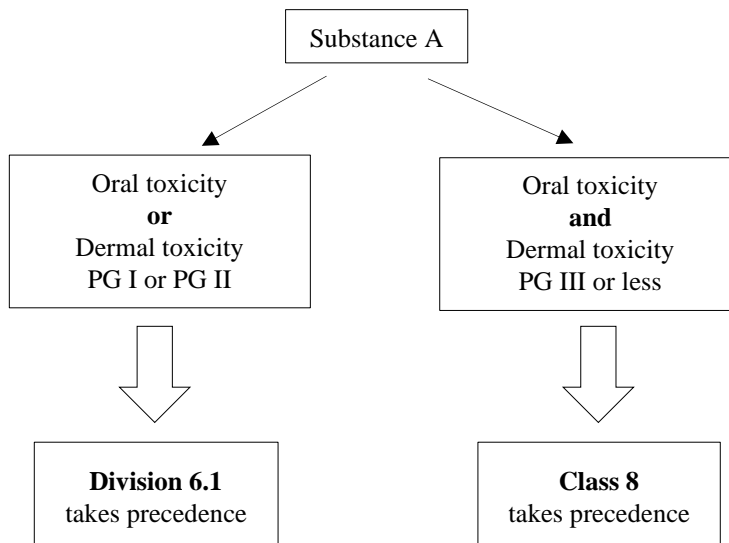 Substance A
Oral toxicity
or
Dermal toxicity
PG I or PG II
Oral toxicity
and
Dermal toxicity
PG III or less
Division 6.1
takes precedence
Class 8
takes precedence